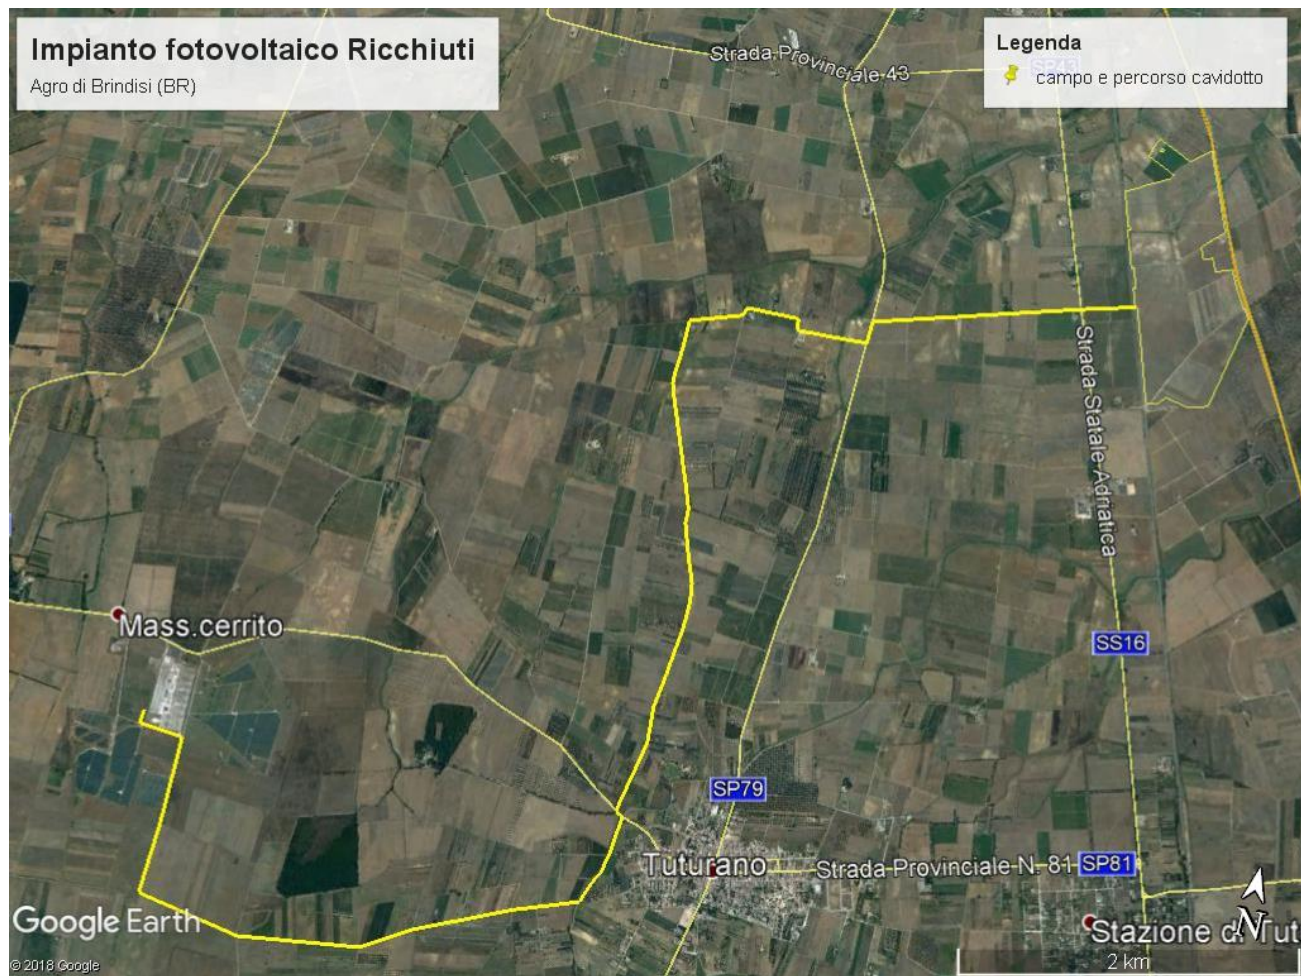 Impianto fotovoltaico Ricchiuti
Agro di Brindisi (BR)
Legenda
campo e percorso cavidotto
Strada Provinciale 43
SP43
Strada Statale Adriatica
Mass.cerrito
SS16
SP79
Tuturano
Strada Provinciale N. 81
SP81
Stazione di Tut
N
Google Earth
© 2018 Google
2 km